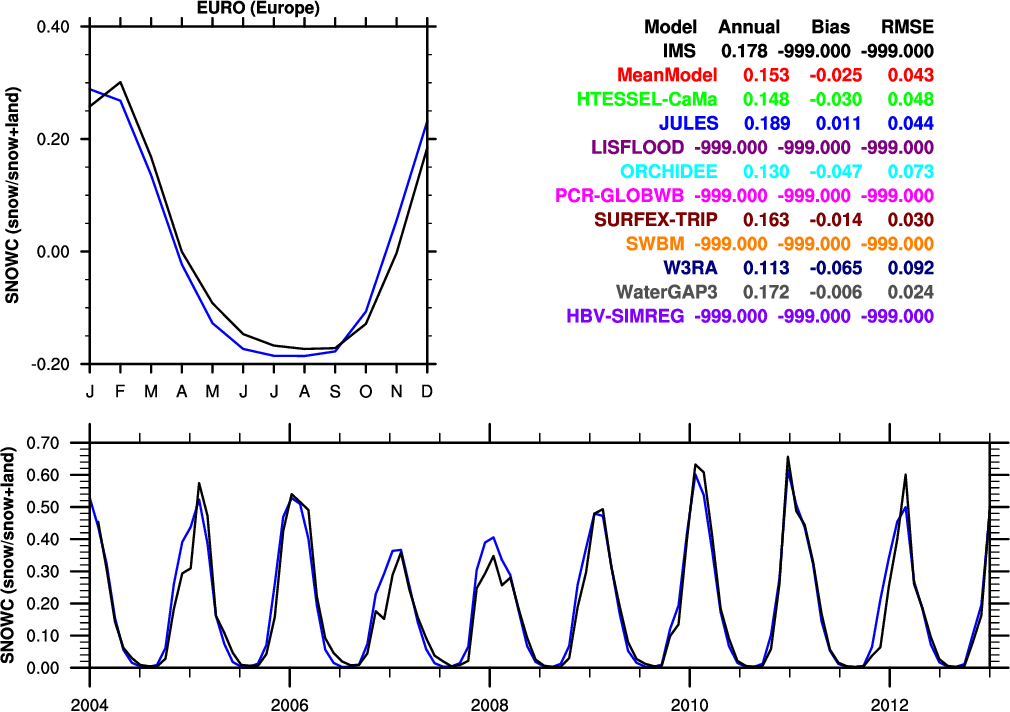 EURO (Europe)
0.40
0.20
0.00
-0.20
SNOWC (snow/snow+land)
J F M A M J J A S O N D
Model Annual Bias RMSE
IMS 0.178 -999.000 -999.000
MeanModel 0.153 -0.025 0.043
HTESSEL-CaMa 0.148 -0.030 0.048
JULES 0.189 0.011 0.044
LISFLOOD -999.000 -999.000 -999.000
ORCHIDEE 0.130 -0.047 0.073
PCR-GLOBWB -999.000 -999.000 -999.000
SURFEX-TRIP 0.163 -0.014 0.030
SWBM -999.000 -999.000 -999.000
W3RA 0.113 -0.065 0.092
WaterGAP3 0.172 -0.006 0.024
HBV-SIMREG -999.000 -999.000 -999.000
0.70
0.60
0.50
0.40
0.30
0.20
0.10
0.00
SNOWC (snow/snow+land)
2004 2006 2008 2010 2012